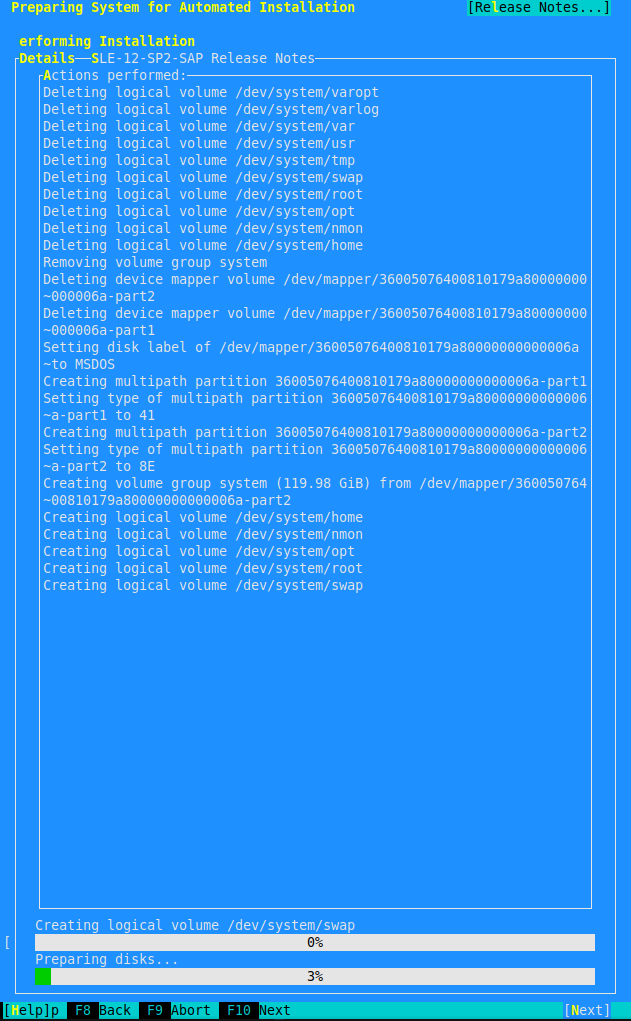 Preparing System for Automated Installation [Release Notes...]
erforming Installation
Details SLE-12-SP2-SAP Release Notes
Actions performed:
Deleting logical volume /dev/system/varopt
Deleting logical volume /dev/system/varlog
Deleting logical volume /dev/system/var
Deleting logical volume /dev/system/usr
Deleting logical volume /dev/system/tmp
Deleting logical volume /dev/system/swap
Deleting logical volume /dev/system/root
Deleting logical volume /dev/system/opt
Deleting logical volume /dev/system/nmon
Deleting logical volume /dev/system/home
Removing volume group system
Deleting device mapper volume /dev/mapper/36005076400810179a80000000
~000006a-part2
Deleting device mapper volume /dev/mapper/36005076400810179a80000000
~000006a-part1
Setting disk label of /dev/mapper/36005076400810179a80000000000006a
~to MSDOS
Creating multipath partition 36005076400810179a80000000000006a-part1
Setting type of multipath partition 36005076400810179a80000000000006
~a-part1 to 41
Creating multipath partition 36005076400810179a80000000000006a-part2
Setting type of multipath partition 36005076400810179a80000000000006
~a-part2 to 8E
Creating volume group system (119.98 GiB) from /dev/mapper/360050764
~00810179a80000000000006a-part2
Creating logical volume /dev/system/home
Creating logical volume /dev/system/nmon
Creating logical volume /dev/system/opt
Creating logical volume /dev/system/root
Creating logical volume /dev/system/swap
Creating logical volume /dev/system/swap
[ 0%
Preparing disks...
3%
[Help]p F8 Back F9 Abort F10 Next [Next]